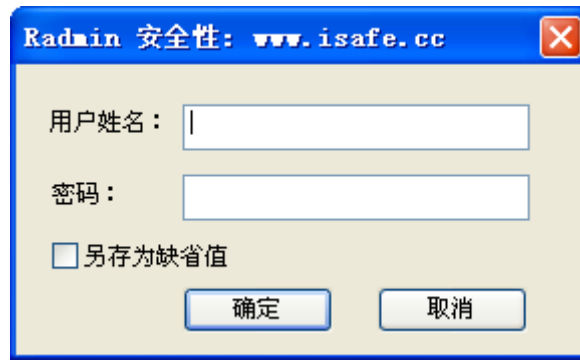 Radmin 安全性: www.isafe.cc
用户姓名：
密码：
另存为缺省值
确定
取消